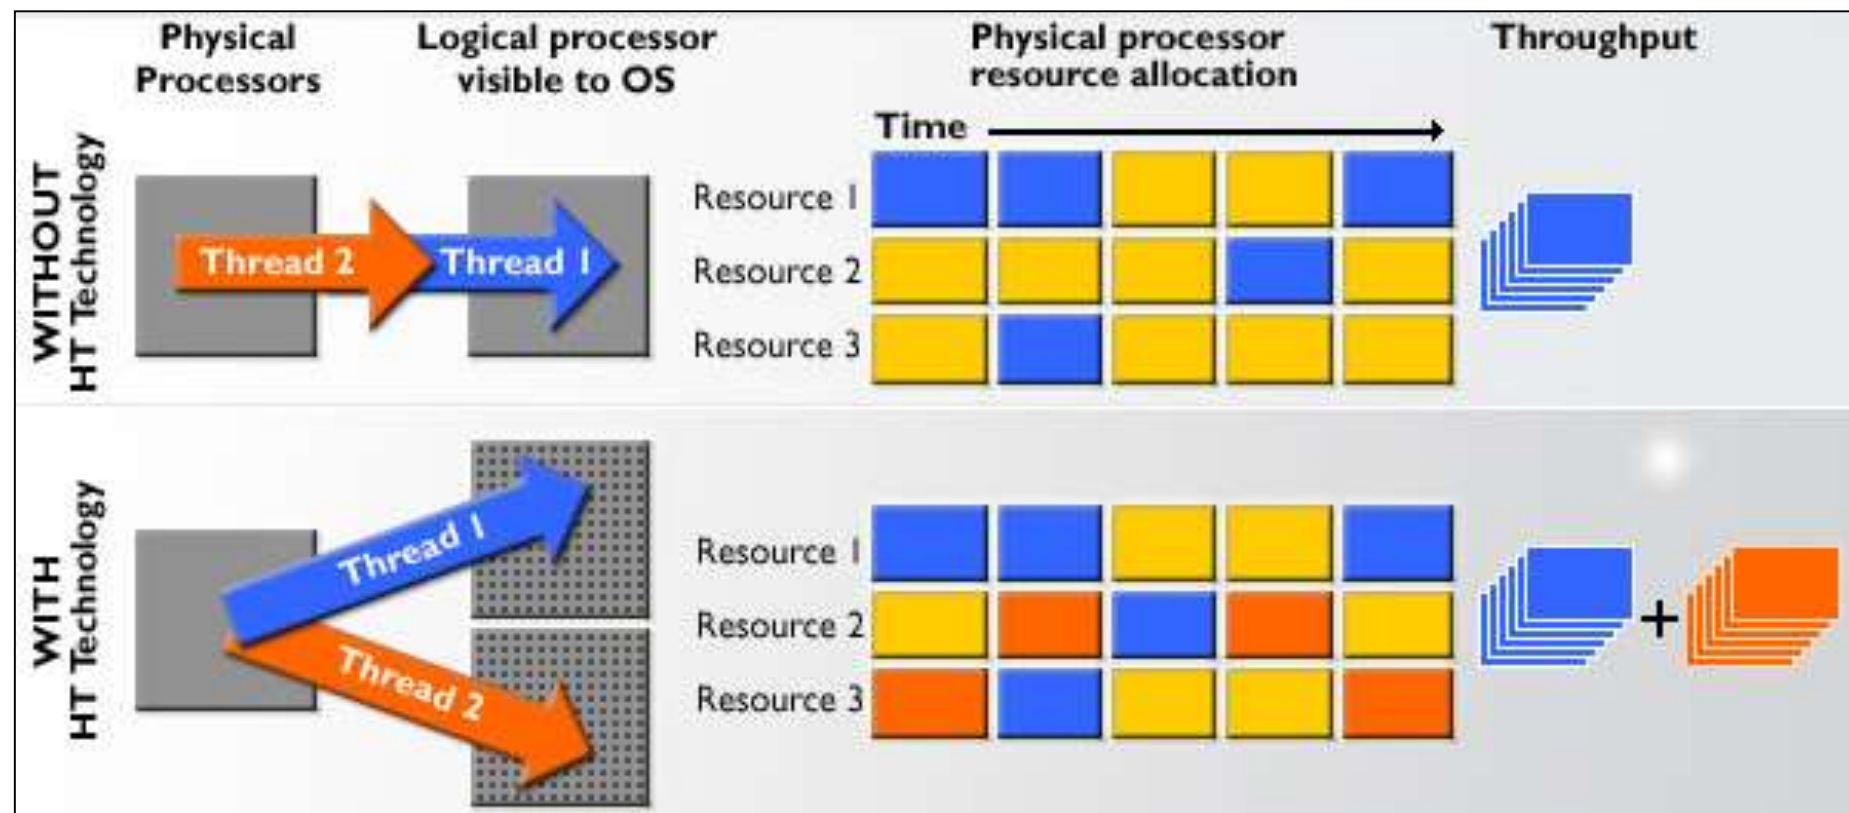 Physical
Processors
Logical processor
visible to OS
Physical processor
resource allocation
Throughput
WITHOUT
HT Technology
Thread 2
Thread 1
Time
Resource 1
Resource 2
Resource 3
WITH
HT Technology
Thread 1
Thread 2
Resource 1
Resource 2
Resource 3
+